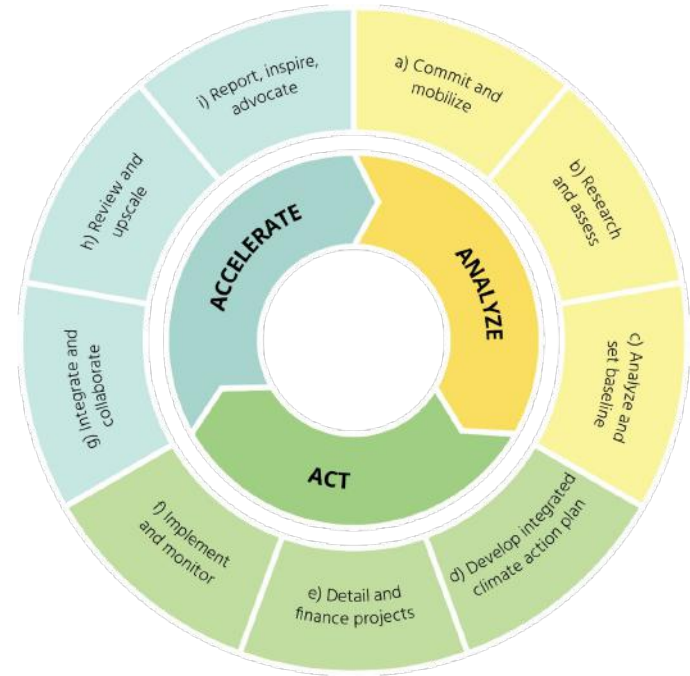 a) Commit and
mobilize
b) Research
and assess
c) Analyze and
set baseline
d) Develop integrated
climate action plan
e) Detail and
finance projects
f) Implement
and monitor
g) Integrate and
collaborate
h) Review and
upscale
i) Report, inspire,
advocate
ANALYZE
ACT
ACCELERATE